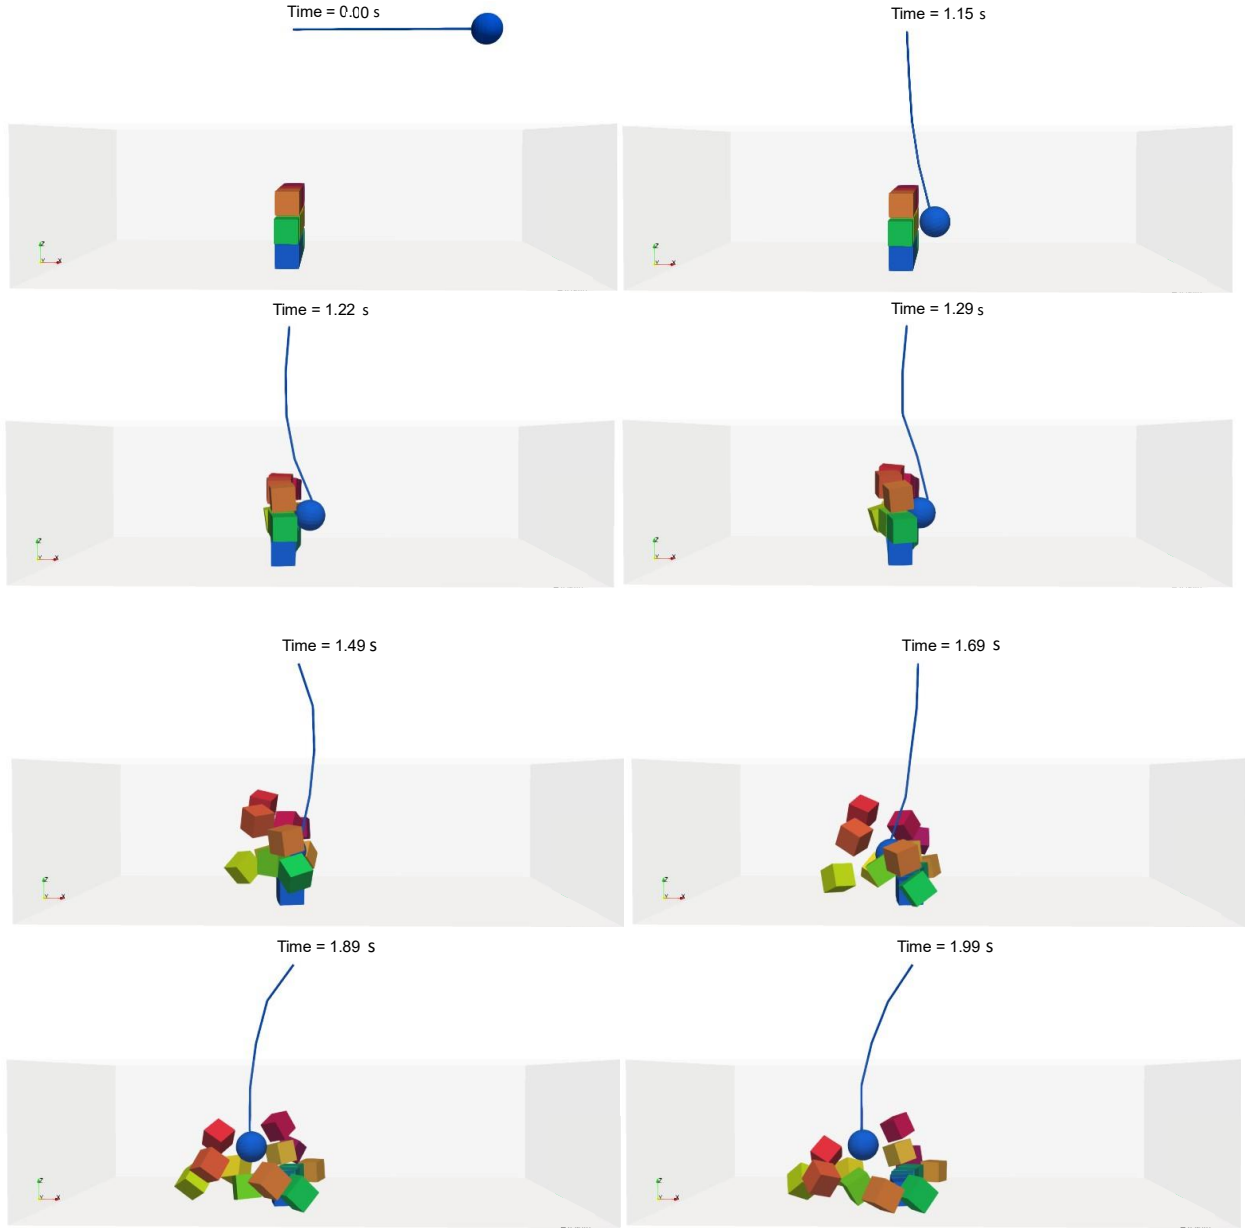 Time = 0.00 s
Time = 1.15 s
Time = 1.22 s
Time = 1.29 s
Time = 1.49 s
Time = 1.69 s
Time = 1.89 s
Time = 1.99 s